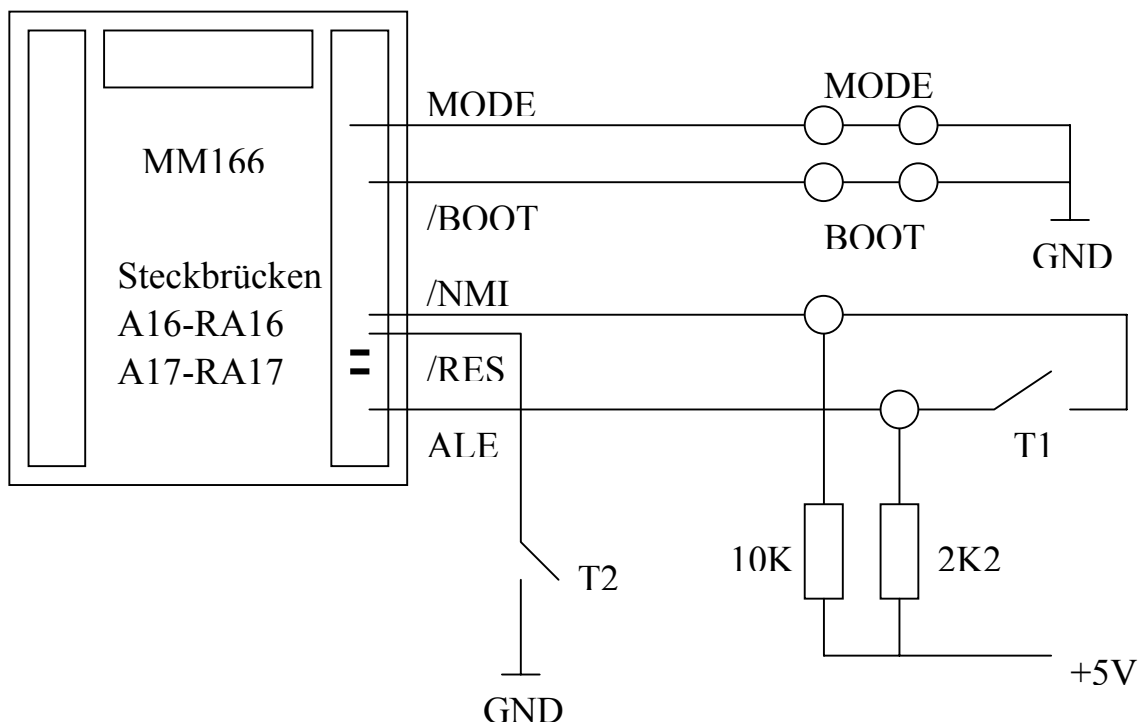 MODE
MODE
MM166
/BOOT
BOOT
GND
Steckbrücken
A16-RA16
A17-RA17
/NMI
/RES
ALE
T1
10K
2K2
T2
+5V
GND